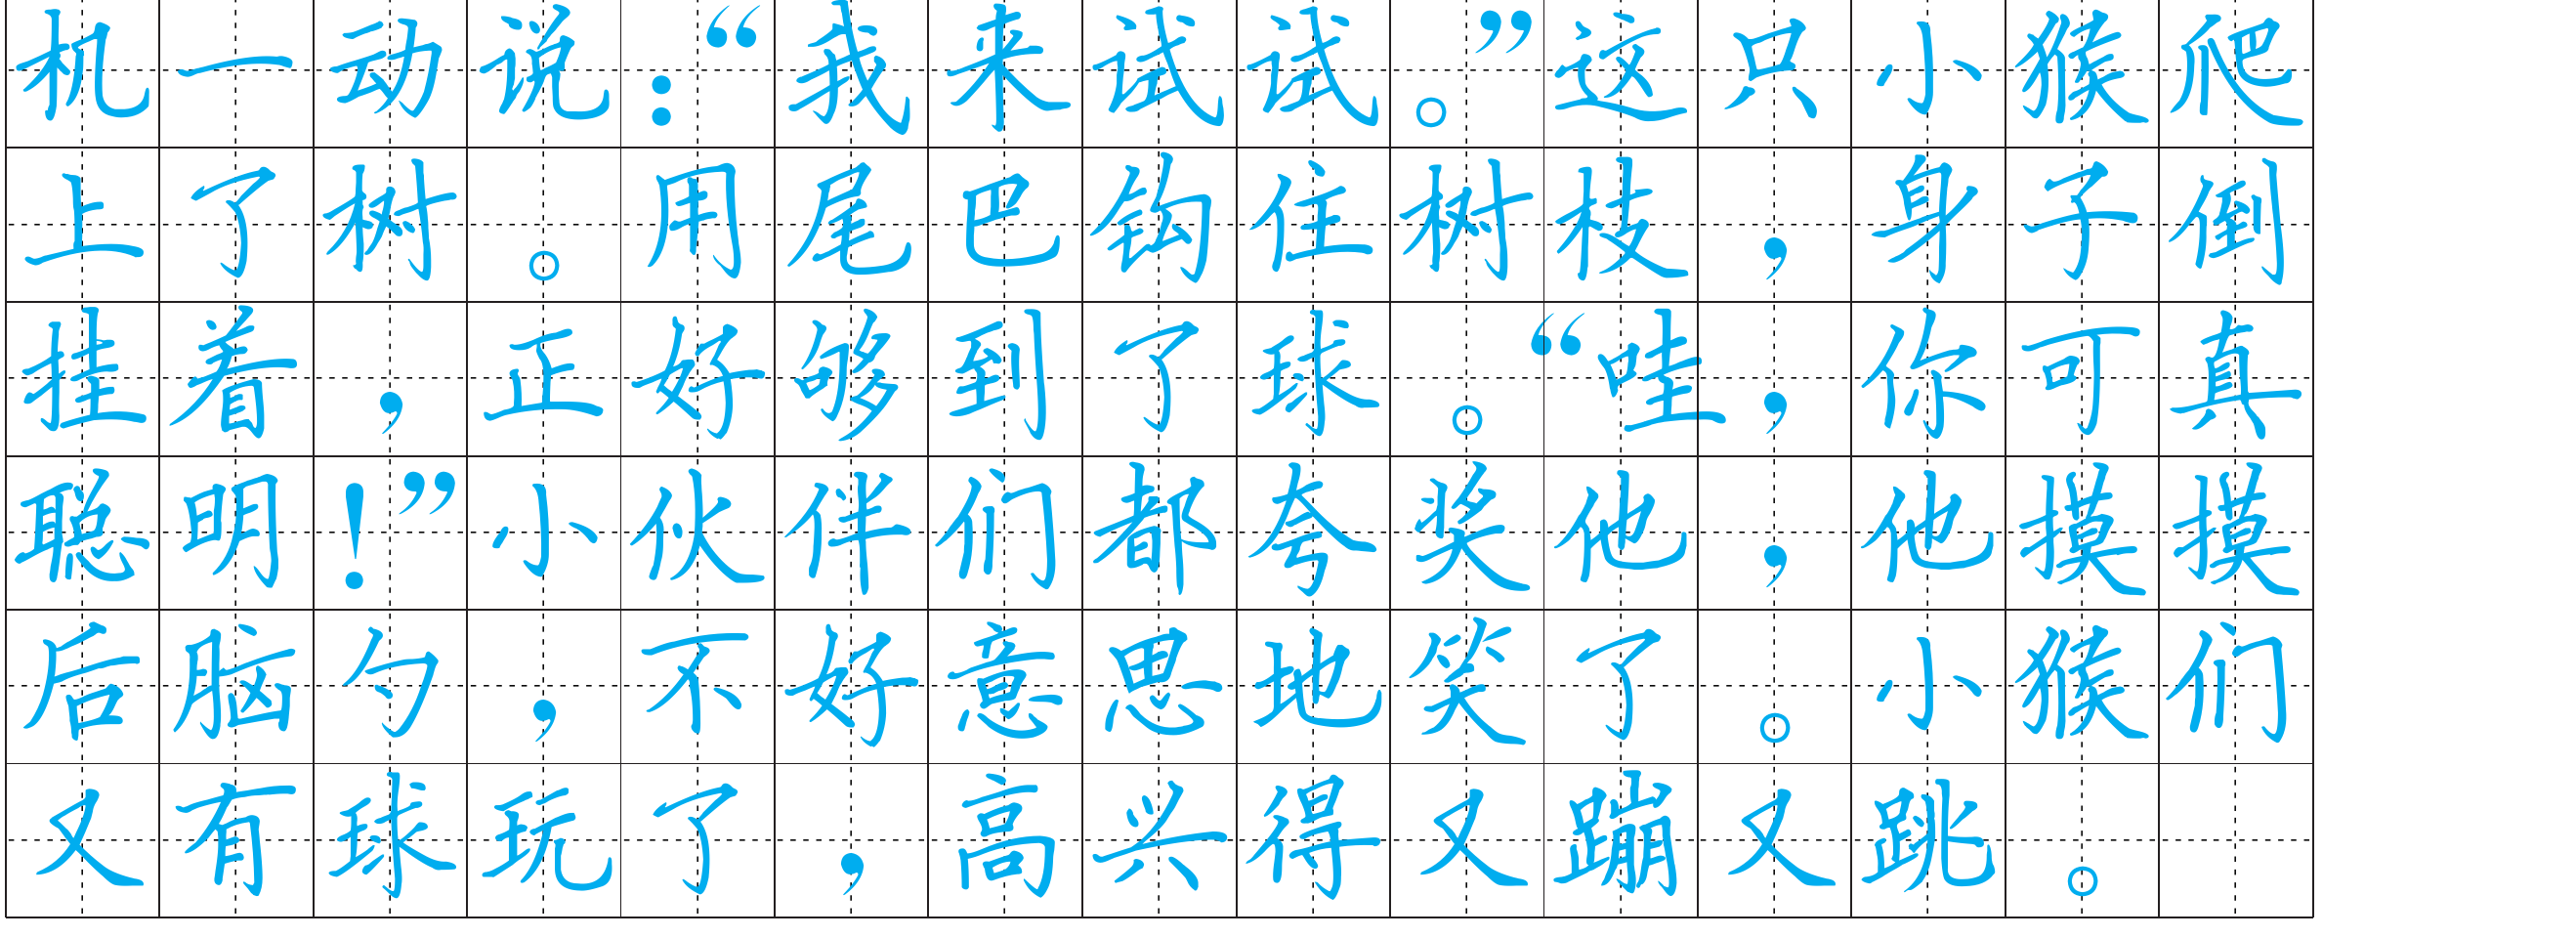 机一动说：“我来试试。”这只小猴爬
上了树。用尾巴钩住树枝，身子倒
挂着，正好够到了球。“哇，你可真
聪明！”小伙伴们都夸奖他，他摸摸
后脑勺，不好意思地笑了。小猴们
又有球玩了，高兴得又蹦又跳。